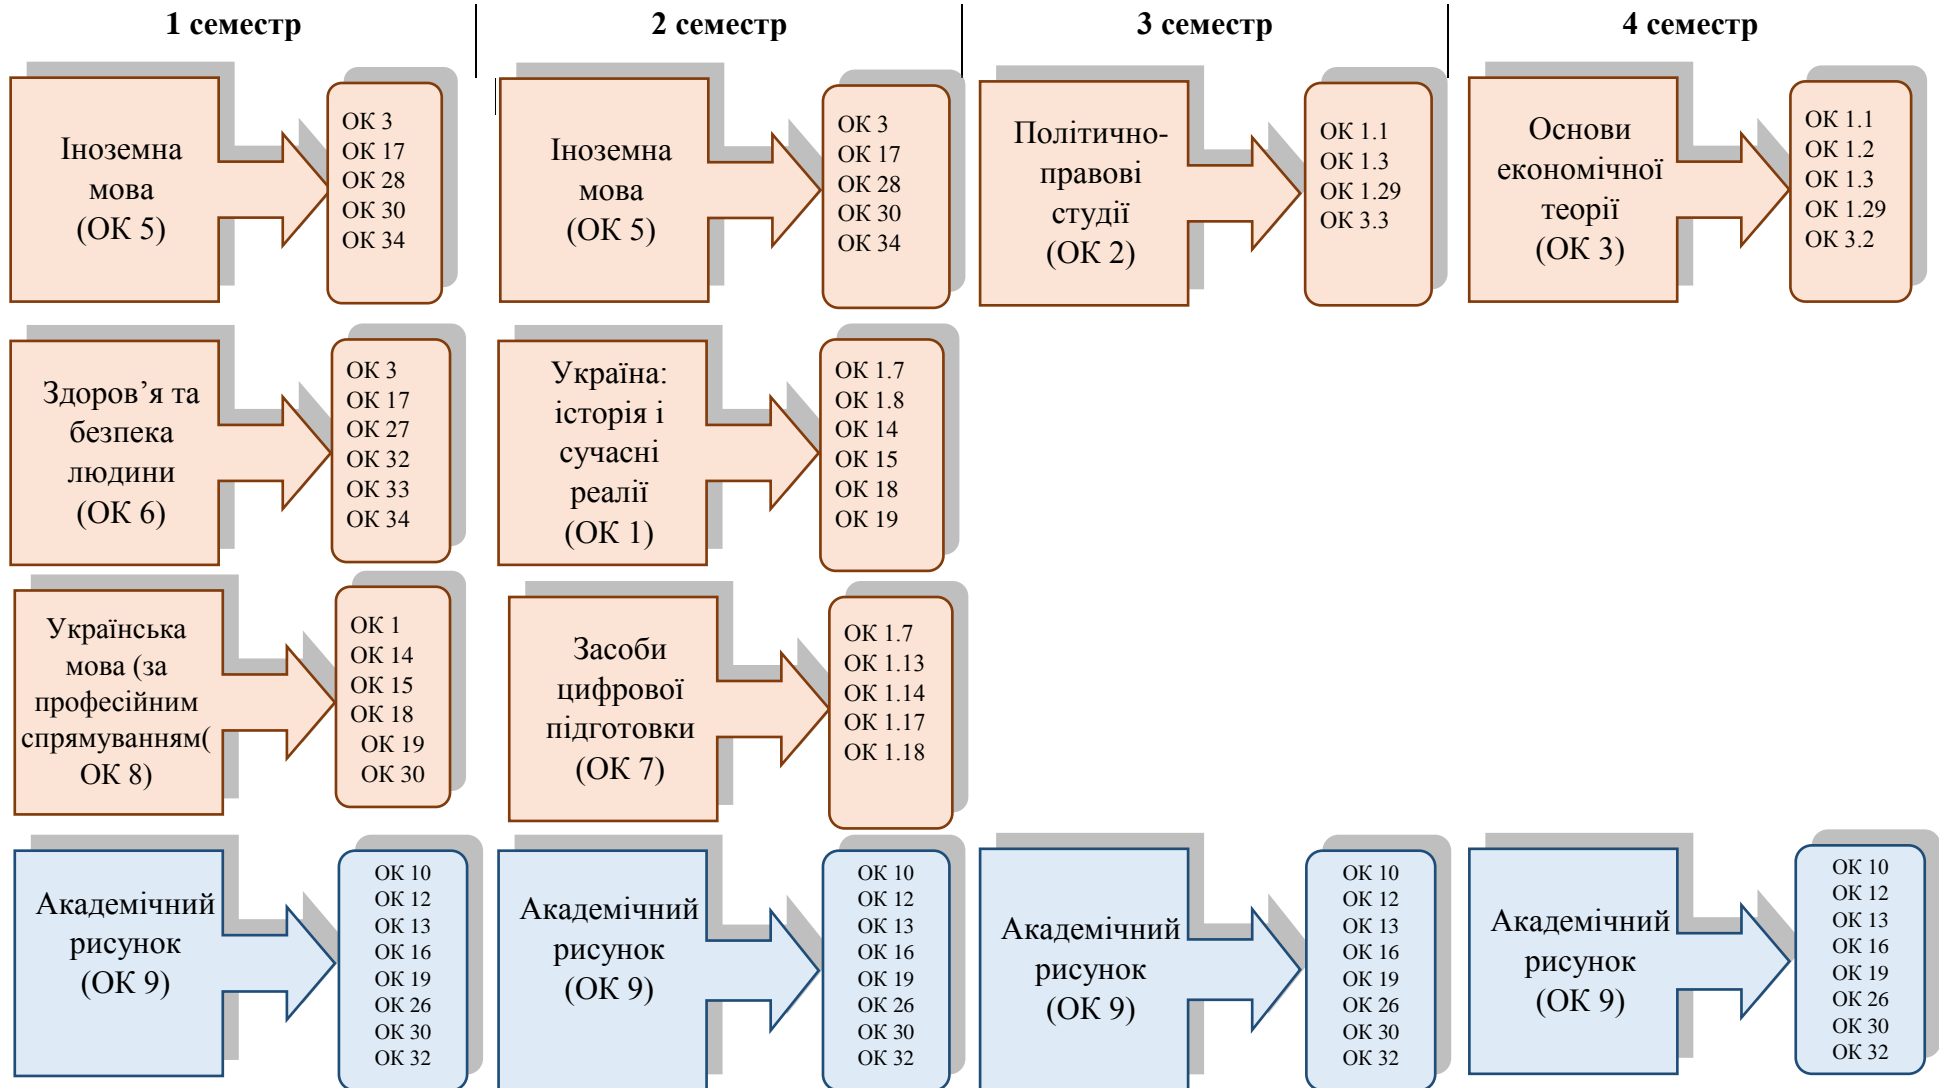 1 семестр
2 семестр
3 семестр
4 семестр
Іноземна
мова
(ОК 5)
ОК 3
ОК 17
ОК 28
ОК 30
ОК 34
Іноземна
мова
(ОК 5)
ОК 3
ОК 17
ОК 28
ОК 30
ОК 34
Політично-
правові
студії
(ОК 2)
ОК 1.1
ОК 1.3
ОК 1.29
ОК 3.3
Основи
економічної
теорії
(ОК 3)
ОК 1.1
ОК 1.2
ОК 1.3
ОК 1.29
ОК 3.2
Здоров’я та
безпека
людини
(ОК 6)
ОК 3
ОК 17
ОК 27
ОК 32
ОК 33
ОК 34
Україна:
історія і
сучасні
реалії
(ОК 1)
ОК 1.7
ОК 1.8
ОК 14
ОК 15
ОК 18
ОК 19
Українська
мова (за
професійним
спрямуванням(
ОК 8)
ОК 1
ОК 14
ОК 15
ОК 18
ОК 19
ОК 30
Засоби
цифрової
підготовки
(ОК 7)
ОК 1.7
ОК 1.13
ОК 1.14
ОК 1.17
ОК 1.18
Академічний
рисунок
(ОК 9)
ОК 10
ОК 12
ОК 13
ОК 16
ОК 19
ОК 26
ОК 30
ОК 32
Академічний
рисунок
(ОК 9)
ОК 10
ОК 12
ОК 13
ОК 16
ОК 19
ОК 26
ОК 30
ОК 32
Академічний
рисунок
(ОК 9)
ОК 10
ОК 12
ОК 13
ОК 16
ОК 19
ОК 26
ОК 30
ОК 32
Академічний
рисунок
(ОК 9)
ОК 10
ОК 12
ОК 13
ОК 16
ОК 19
ОК 26
ОК 30
ОК 32